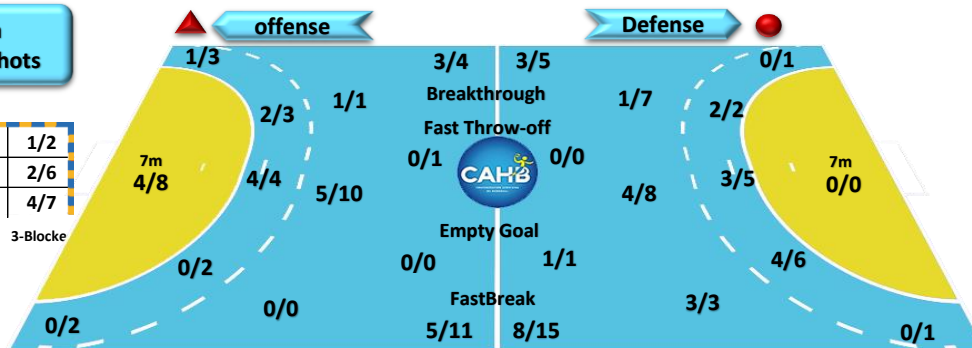 offense
Defense
hots
1/3
3/4
3/5
0/1
Breakthrough
2/3
1/1
1/7
2/2
1/2
Fast Throw-off
2/6
7m
4/8
0/1
CAHB
0/0
7m
0/0
4/7
4/4
5/10
4/8
3/5
3-Blocke
Empty Goal
0/2
0/0
1/1
4/6
FastBreak
0/0
3/3
0/2
5/11
8/15
0/1